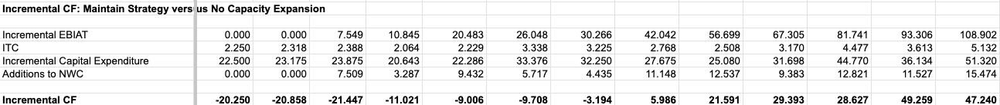 Incremental CF: Maintain Strategy versus No Capacity Expansion
Incremental EBIAT 0.000 0.000 7.549 10.845 20.483 26.048 30.266 42.042 56.699 67.305 81.741 93.306 108.902
ITC 2.250 2.318 2.388 2.064 2.229 3.338 3.225 2.768 2.508 3.170 4.477 3.613 5.132
Incremental Capital Expenditure 22.500 23.175 23.875 20.643 22.286 33.376 32.250 27.675 25.080 31.698 44.770 36.134 51.320
Additions to NWC 0.000 0.000 7.509 3.287 9.432 5.717 4.435 11.148 12.537 9.383 12.821 11.527 15.474
Incremental CF -20.250 -20.858 -21.447 -11.021 -9.006 -9.708 -3.194 5.986 21.591 29.393 28.627 49.259 47.240